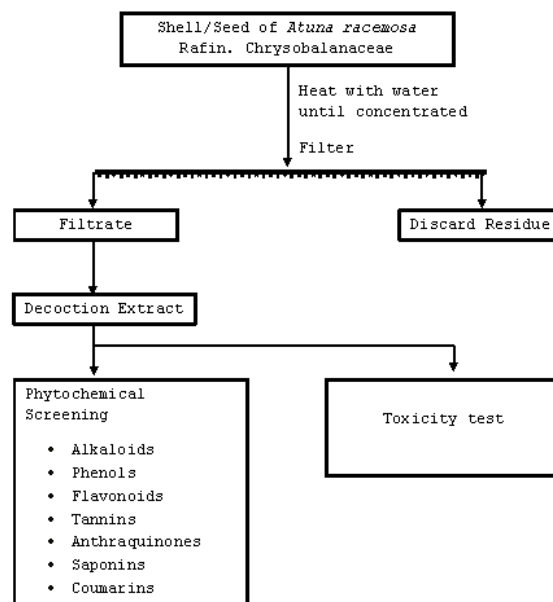 Shell/Seed of Atuna racemosa
Rafin. Chrysobalanaceae
Heat with water
until concentrated
Filter
Filtrate
Discard Residue
Decoction Extract
Phytochemical
Screening
• Alkaloids
• Phenols
• Flavonoids
• Tannins
• Anthraquinones
• Saponins
• Coumarins
Toxicity test